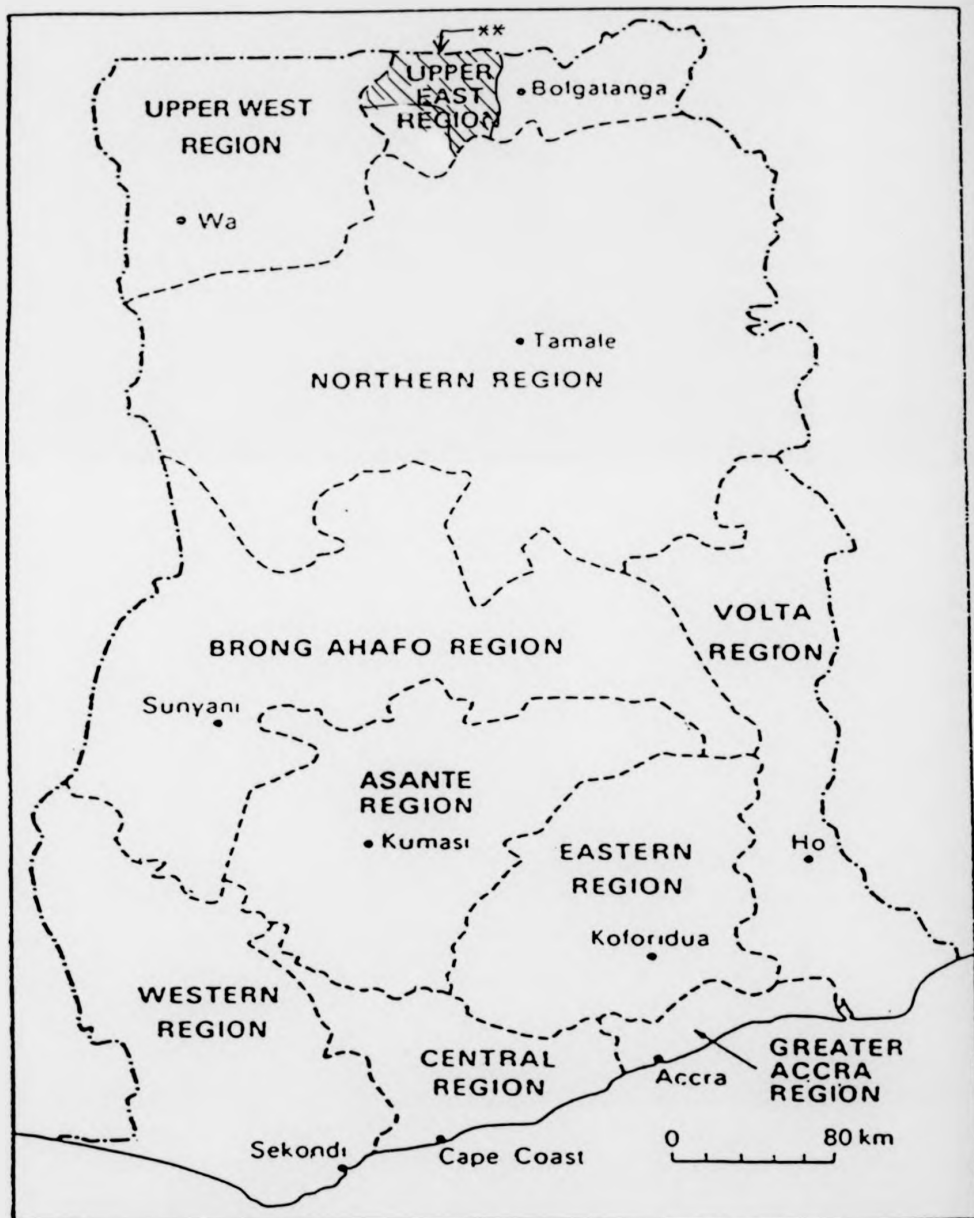 **
UPPER
EAST
REGION
Bolgatanga
UPPER WEST
REGION
Wa
Tamale
NORTHERN REGION
VOLTA
REGION
BRONG AHAFO REGION
Sunyani
ASANTE
REGION
Kumasi
EASTERN
REGION
Ho
Koforidua
WESTERN
REGION
CENTRAL
REGION
Accra
GREATER
ACCRA
REGION
Sekondi
Cape Coast
0 80 km